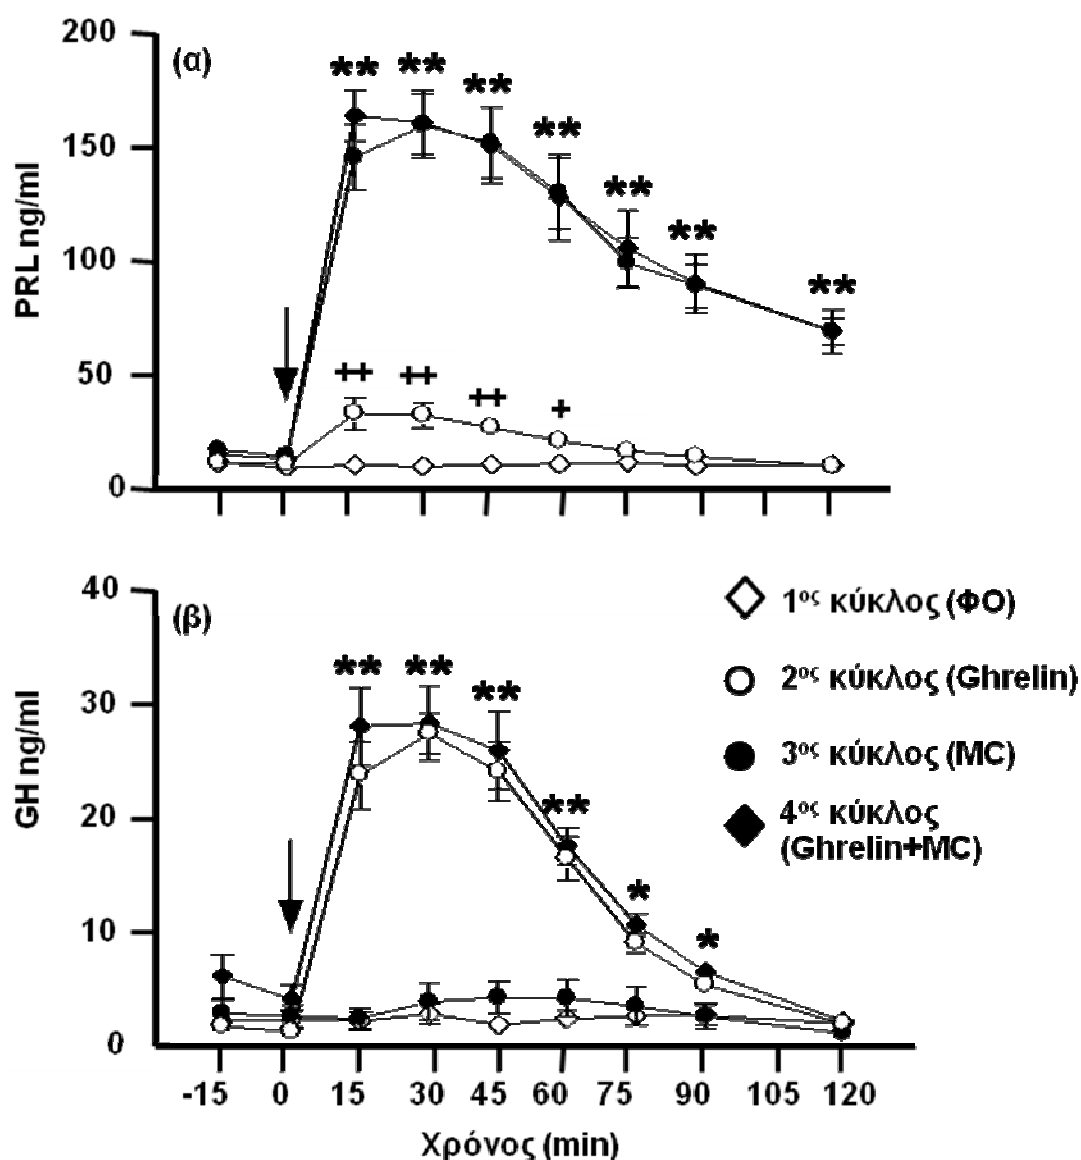 200
(α)
** ** ** ** ** ** **
150
PRL ng/ml
100
50
++ ++ ++ +
0
40
(β)
1ος κύκλος (ΦΟ)
** ** ** ** * *
30
2ος κύκλος (Ghrelin)
GH ng/ml
3ος κύκλος (MC)
20
4ος κύκλος
(Ghrelin+MC)
10
0
-15 0 15 30 45 60 75 90 105 120
Χρόνος (min)